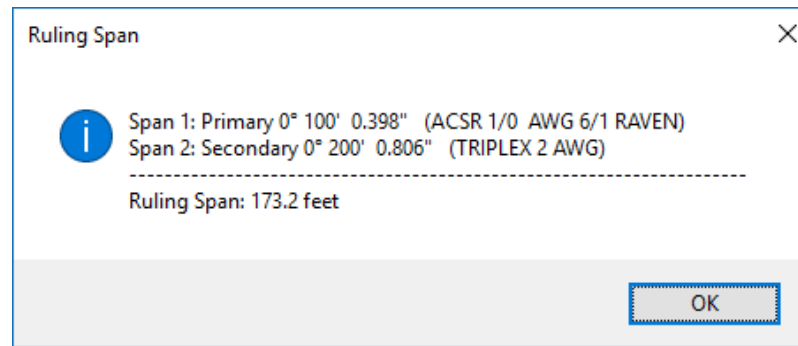 Ruling Span
Span 1: Primary 0° 100'  0.398"   (ACSR 1/0  AWG 6/1 RAVEN)
Span 2: Secondary 0° 200'  0.806"   (TRIPLEX 2 AWG)
----------------------------------------------------------------------
Ruling Span: 173.2 feet
OK